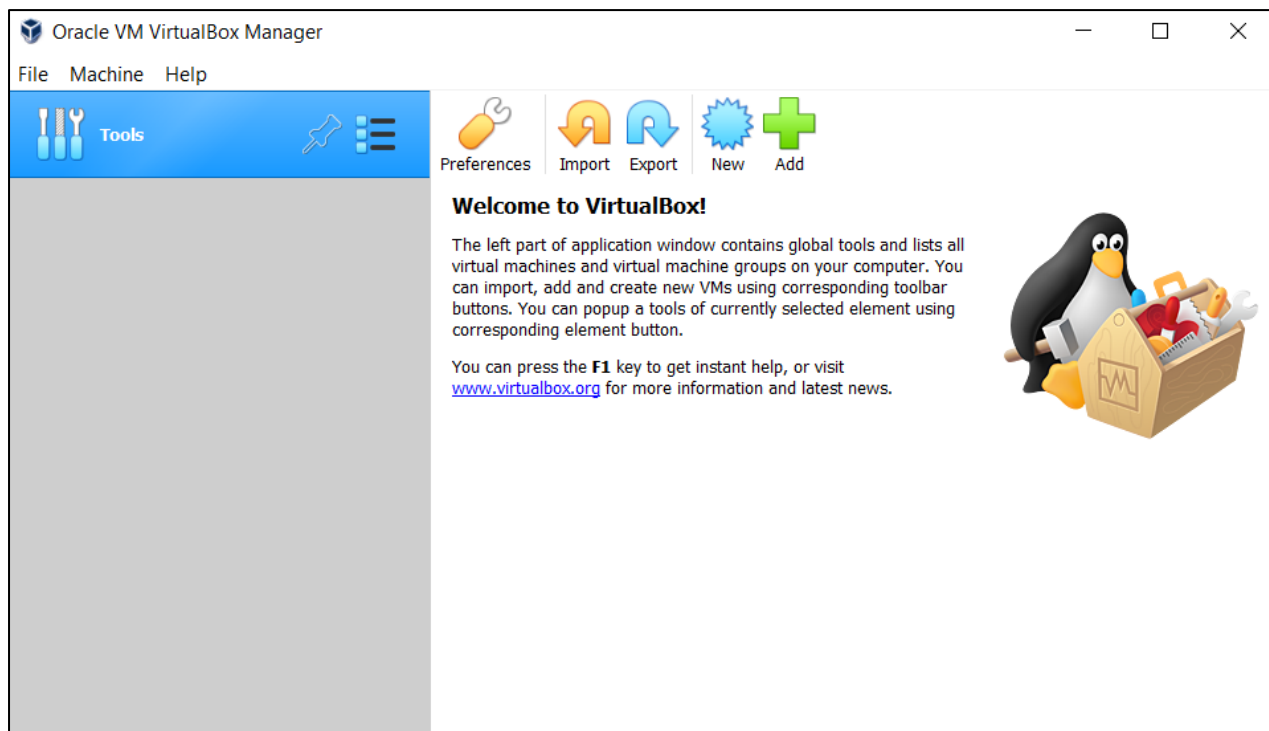 Oracle VM VirtualBox Manager
File Machine Help
Tools
Preferences Import Export New Add
Welcome to VirtualBox!
The left part of application window contains global tools and lists all
virtual machines and virtual machine groups on your computer. You
can import, add and create new VMs using corresponding toolbar
buttons. You can popup a tools of currently selected element using
corresponding element button.
You can press the F1 key to get instant help, or visit
www.virtualbox.org for more information and latest news.